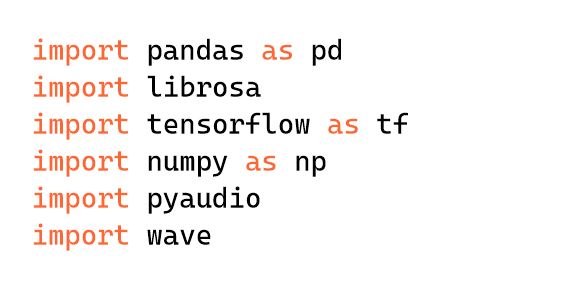 import pandas as pd
import librosa
import tensorflow as tf
import numpy as np
import pyaudio
import wave